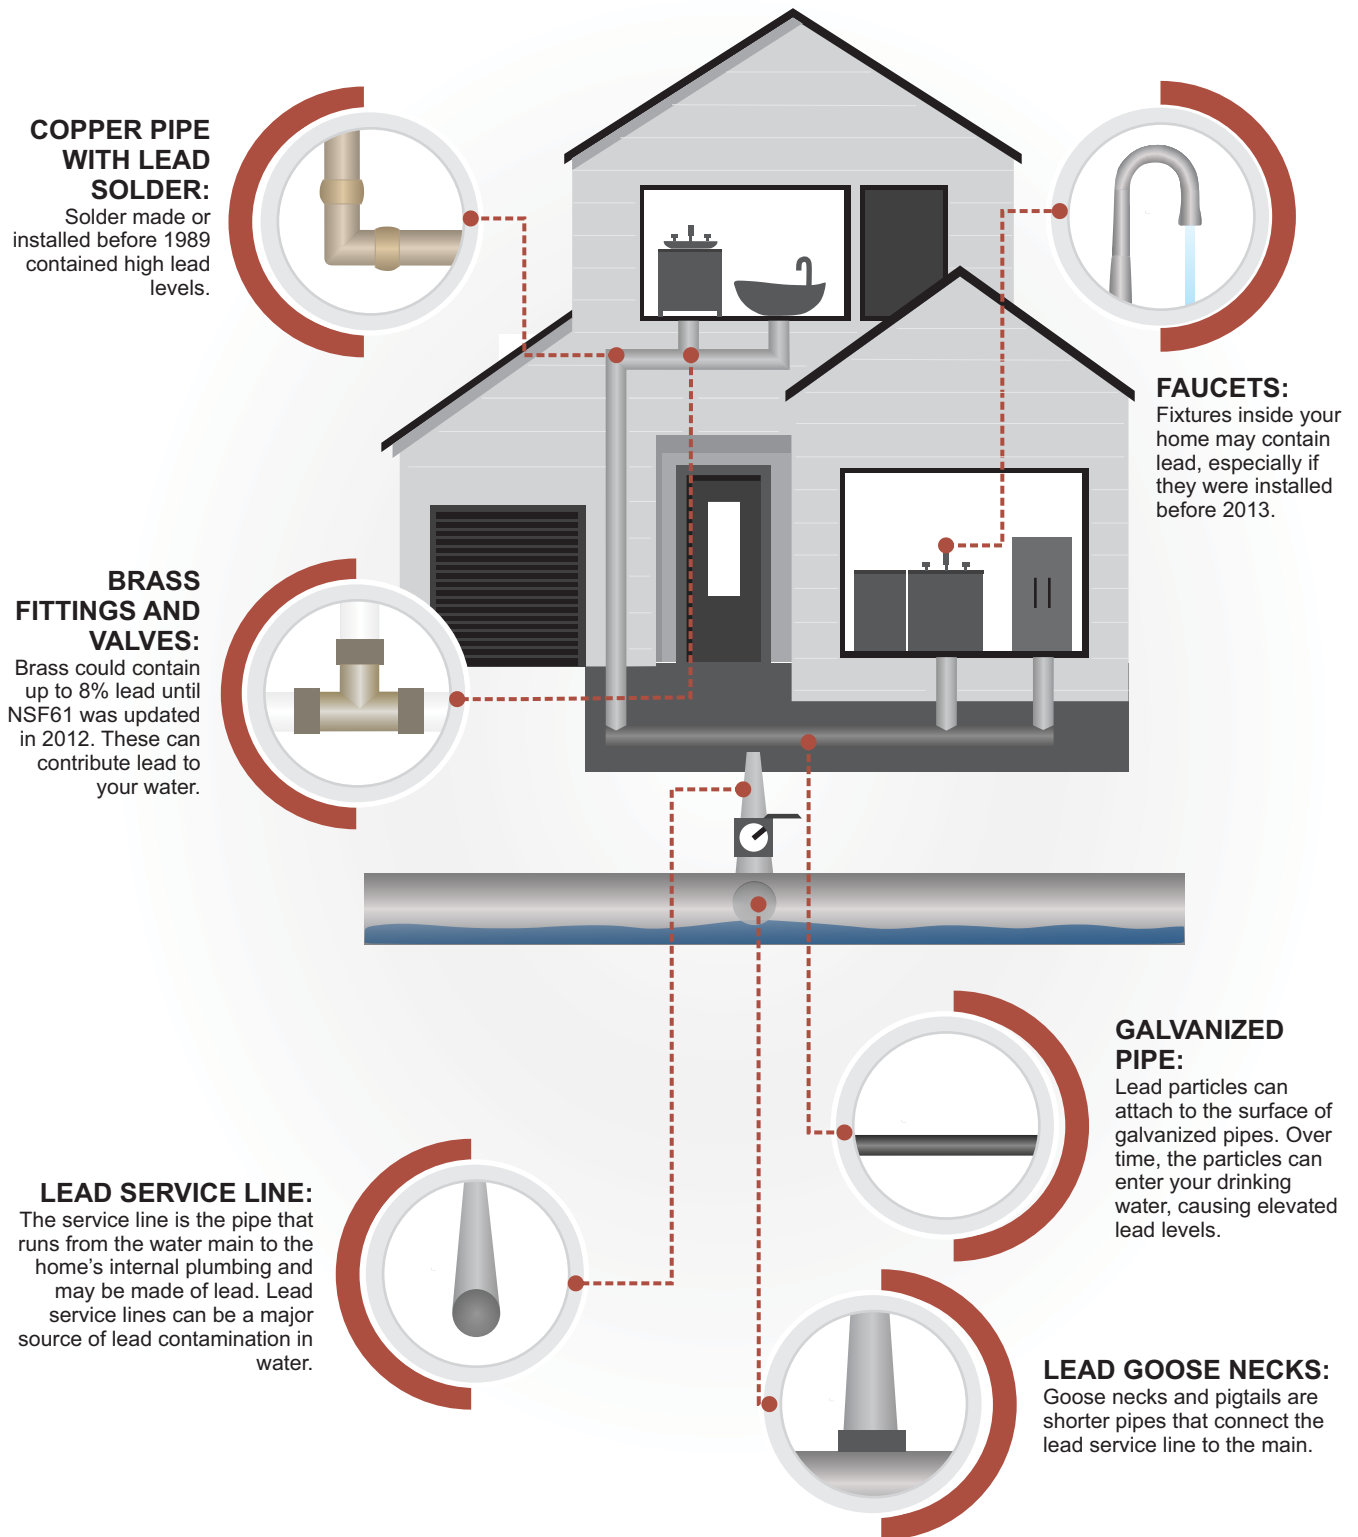 COPPER PIPE
WITH LEAD
SOLDER:
Solder made or
installed before 1989
contained high lead
levels.
FAUCETS:
Fixtures inside your
home may contain
lead, especially if
they were installed
before 2013.
BRASS
FITTINGS AND
VALVES:
Brass could contain
up to 8% lead until
NSF61 was updated
in 2012. These can
contribute lead to
your water.
GALVANIZED
PIPE:
Lead particles can
attach to the surface of
galvanized pipes. Over
time, the particles can
enter your drinking
water, causing elevated
lead levels.
LEAD SERVICE LINE:
The service line is the pipe that
runs from the water main to the
home’s internal plumbing and
may be made of lead. Lead
service lines can be a major
source of lead contamination in
water.
LEAD GOOSE NECKS:
Goose necks and pigtails are
shorter pipes that connect the
lead service line to the main.